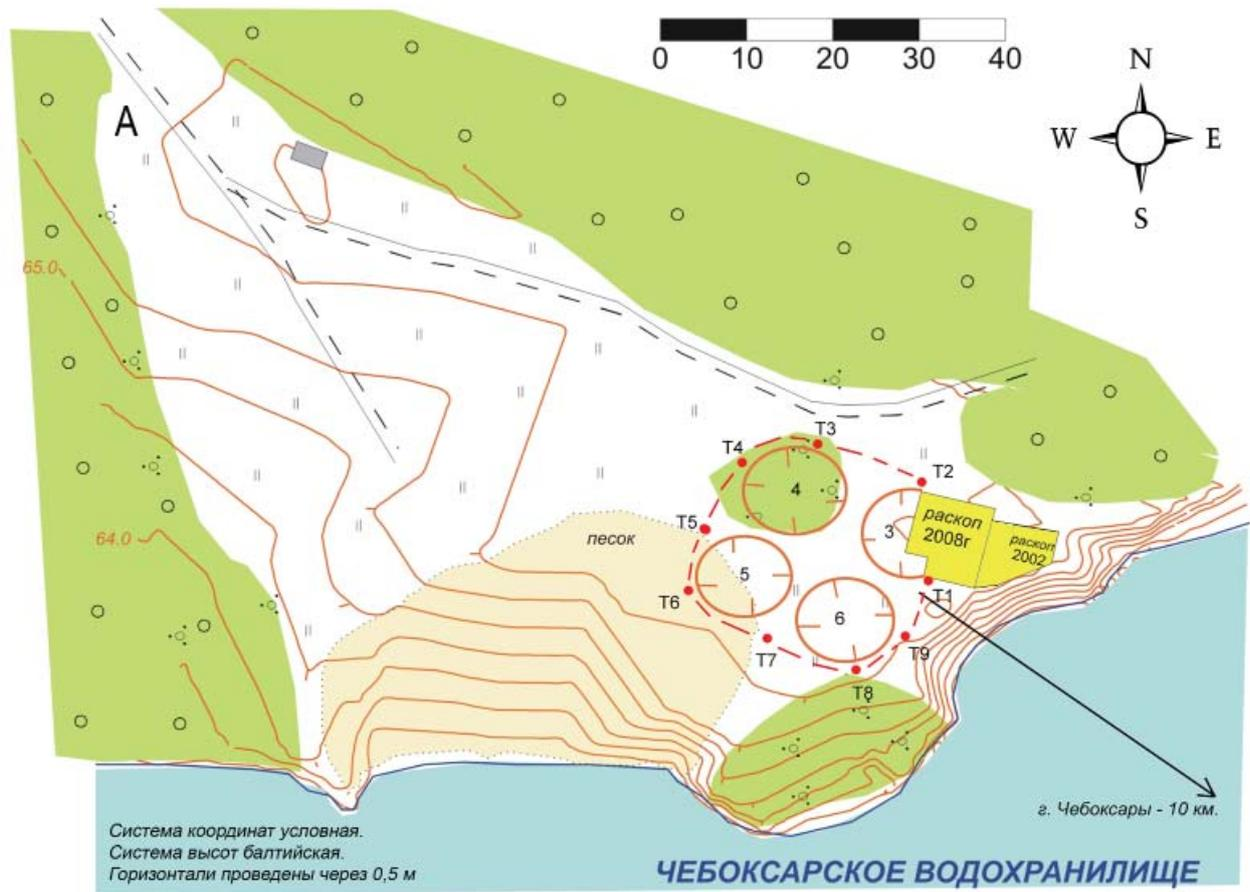 0 10 20 30 40
N
W E
S
A
65.0
64.0
T3
T4
T2
4
T5
3
раскоп
2008г
раскоп
2002
песок
5
T6
6
T1
T7
T9
T8
г. Чебоксары - 10 км.
Система координат условная.
Система высот балтийская.
Горизонтали проведены через 0,5 м
ЧЕБОКСАРСКОЕ ВОДОХРАНИЛИЩЕ